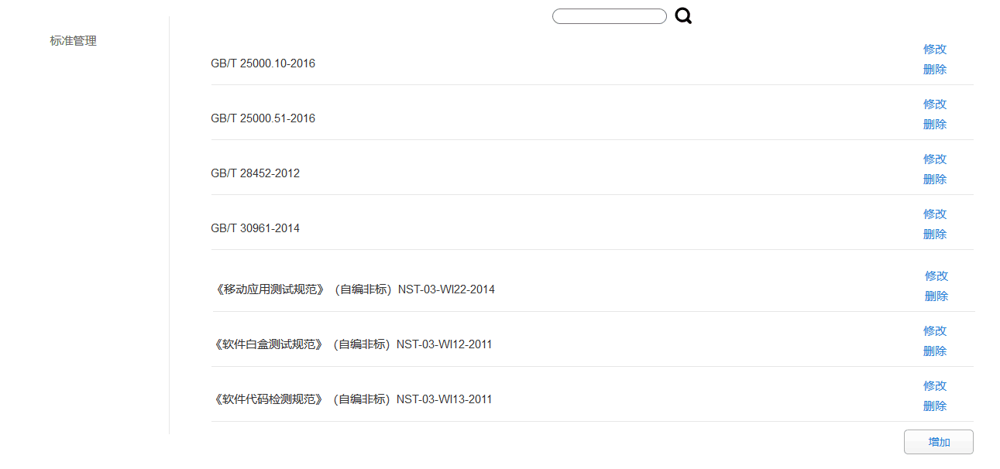 标准管理
修改
GB/T 25000.10-2016
删除
修改
GB/T 25000.51-2016
删除
修改
GB/T 28452-2012
删除
修改
GB/T 30961-2014
删除
修改
《移动应用测试规范》（自编非标）NST-03-WI22-2014
删除
修改
《软件白盒测试规范》（自编非标）NST-03-WI12-2011
删除
修改
《软件代码检测规范》（自编非标）NST-03-WI13-2011
删除
增加